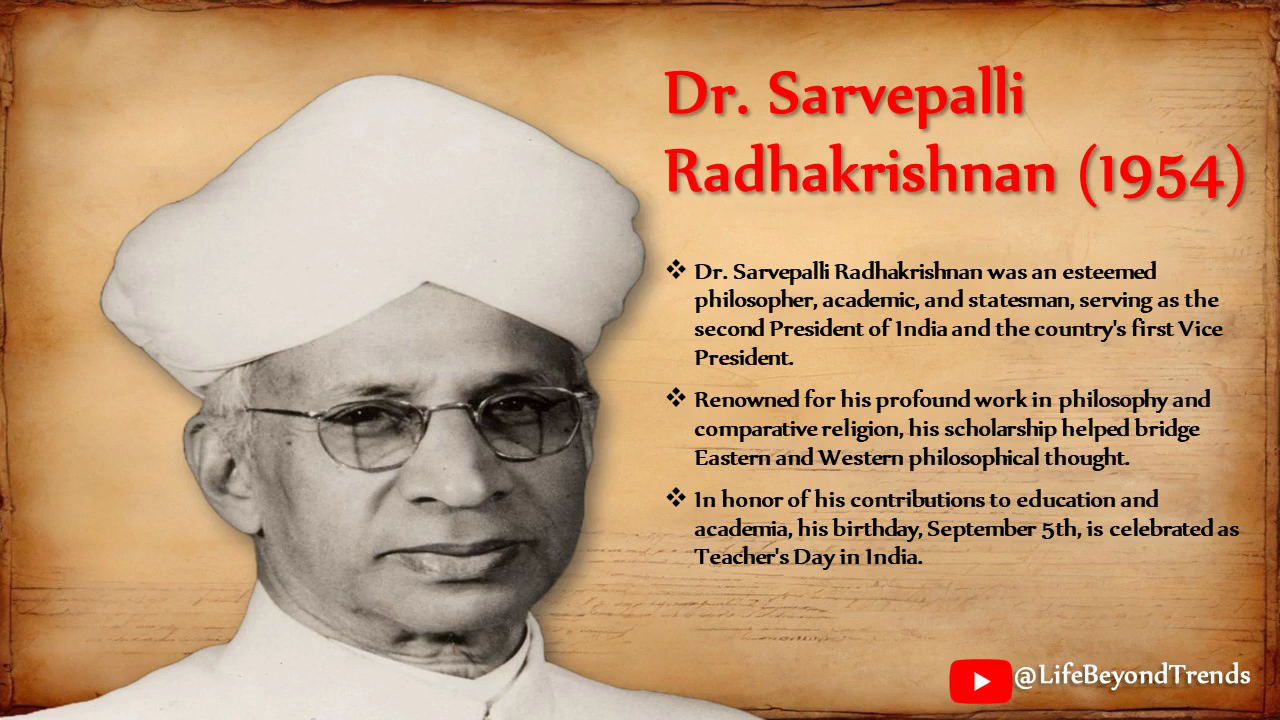 Dr. Sarvepalli
Radhakrishnan (1954)
❖ Dr. Sarvepalli Radhakrishnan was an esteemed
philosopher, academic, and statesman, serving as the
second President of India and the country's first Vice
President.
❖ Renowned for his profound work in philosophy and
comparative religion, his scholarship helped bridge
Eastern and Western philosophical thought.
❖ In honor of his contributions to education and
academia, his birthday, September 5th, is celebrated as
Teacher's Day in India.
@LifeBeyondTrends